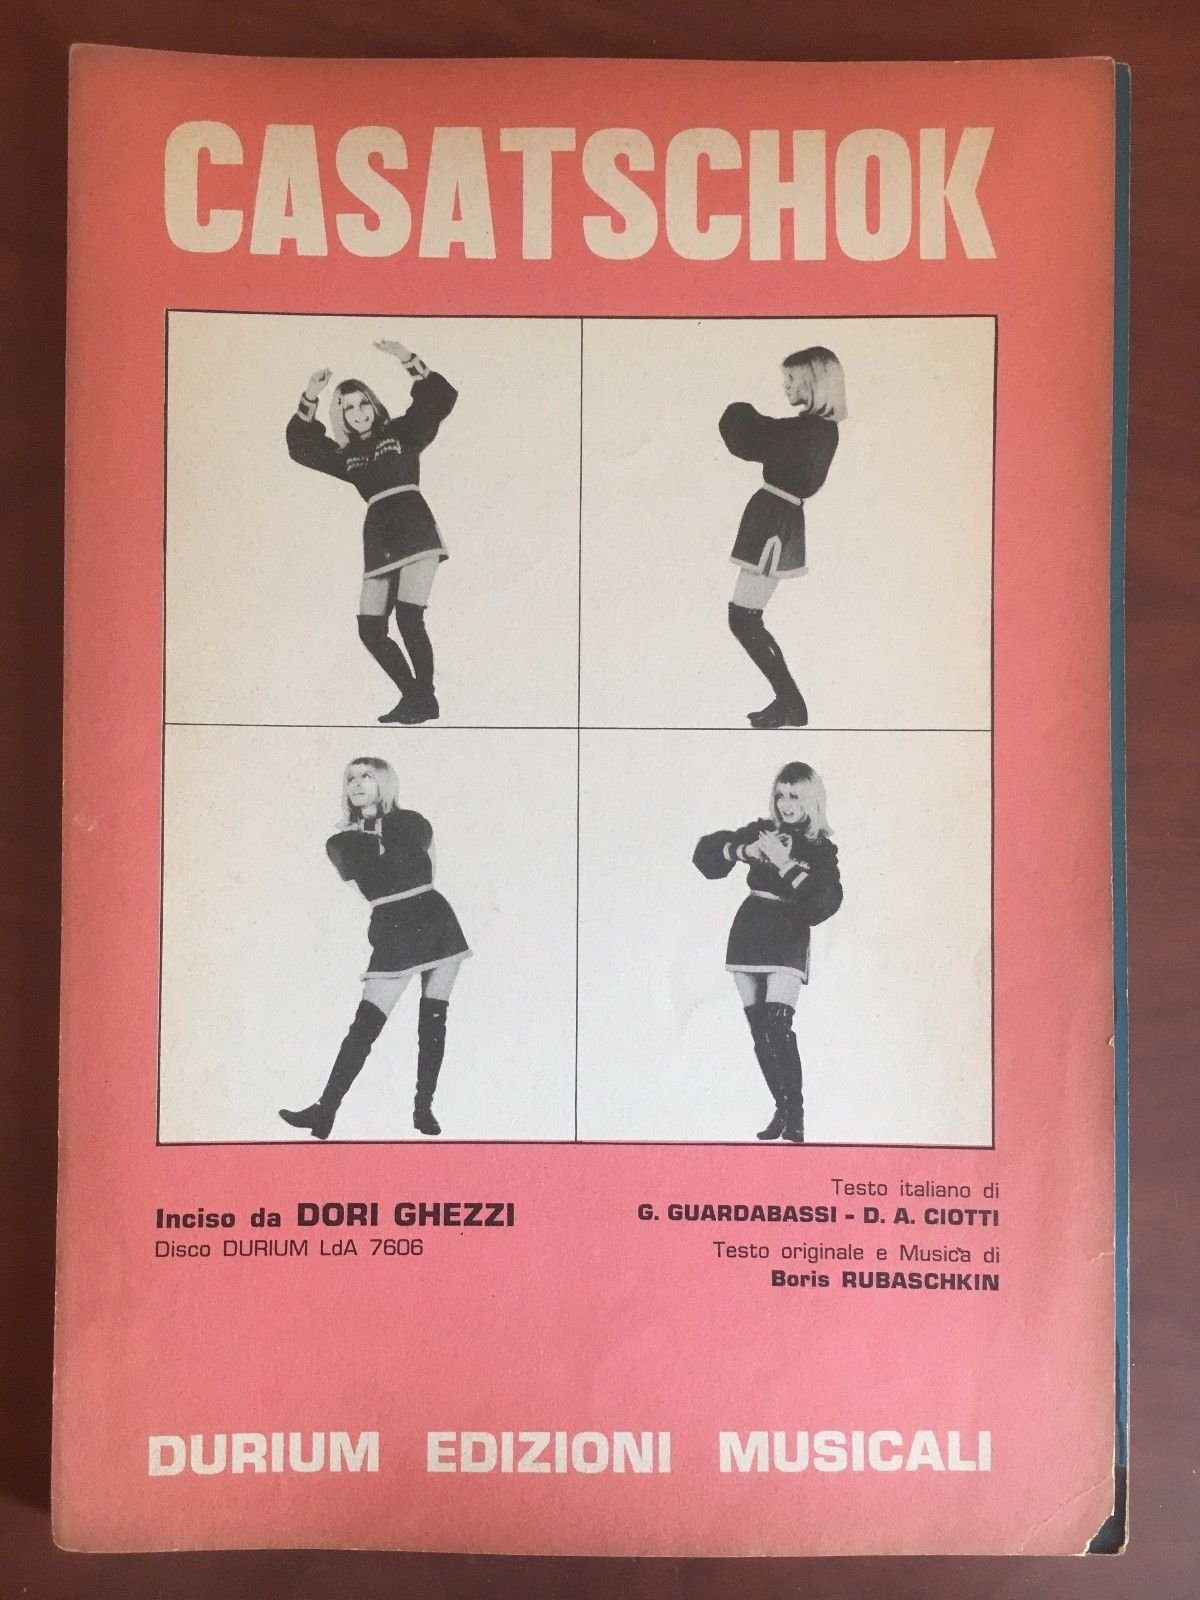 CASATSCHOK
Inciso da DORI GHEZZI
Disco DURIUM LdA 7606
Testo italiano di
G. GUARDABASSI - D. A. CIOTTI
Testo originale e Musica di
Boris RUBASCHKIN
DURIUM EDIZIONI MUSICALI